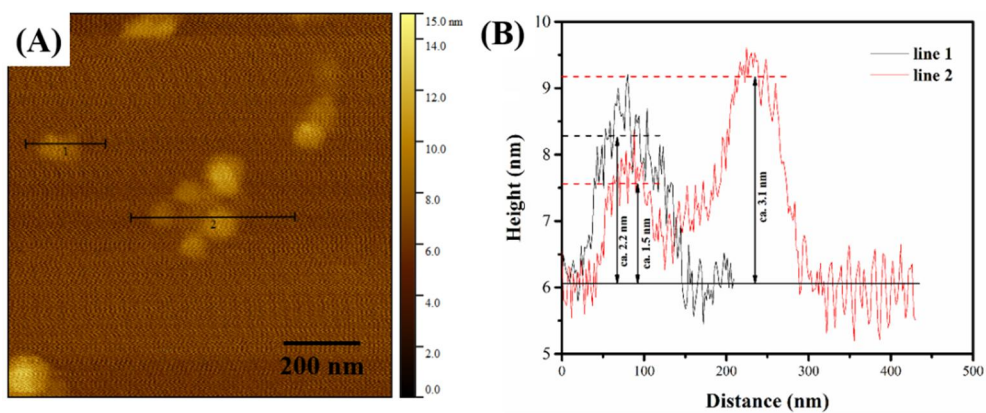 (A)
1
2
200 nm
15.0 nm
14.0
12.0
10.0
8.0
6.0
4.0
2.0
0.0
(B)
line 1
line 2
ca. 2.2 nm
ca. 1.5 nm
ca. 3.1 nm
Height (nm)
10
9
8
7
6
5
0 100 200 300 400 500
Distance (nm)